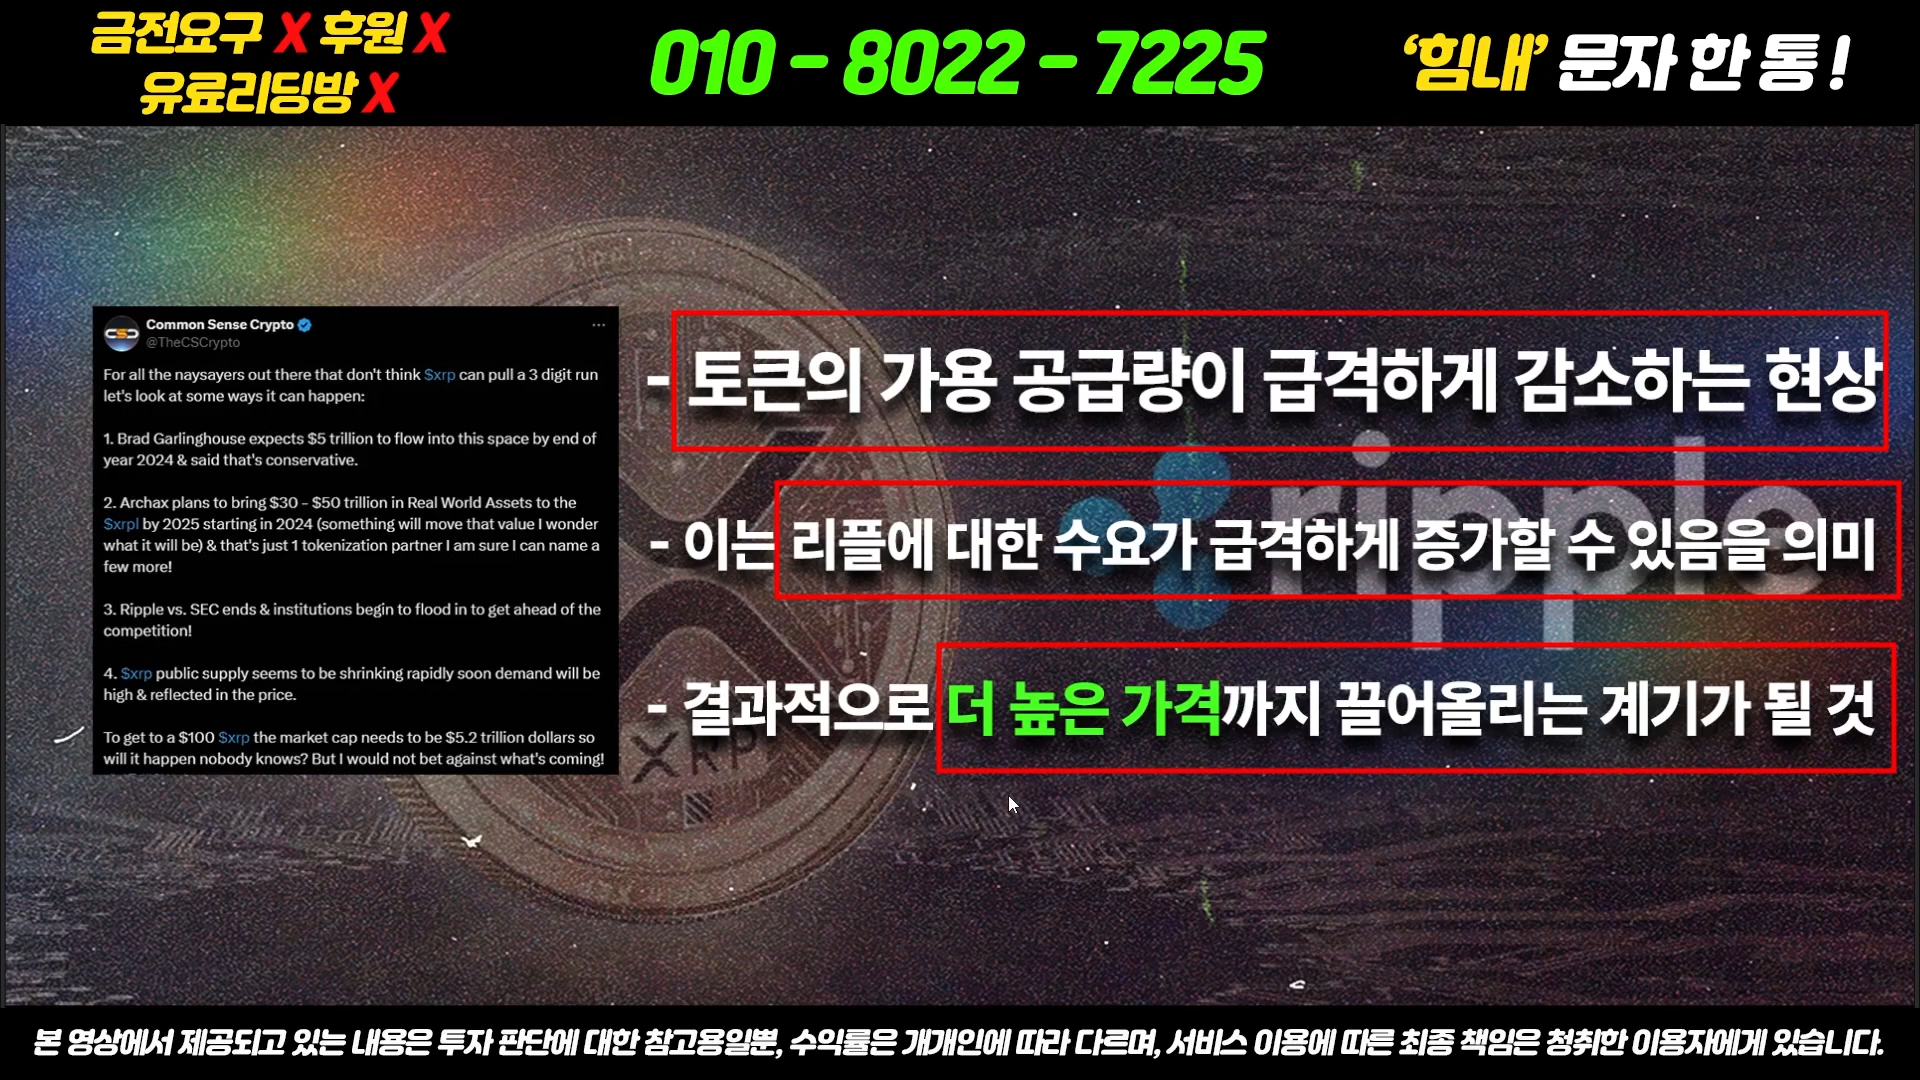 금전요구 X 후원 X
유료리딩방 X
010 - 8022 - 7225
‘힘내’ 문자 한 통 !
Common Sense Crypto
@TheCSCrypto
For all the naysayers out there that don't think $xrp can pull a 3 digit run
let's look at some ways it can happen:
1. Brad Garlinghouse expects $5 trillion to flow into this space by end of
year 2024 & said that's conservative.
2. Archax plans to bring $30 - $50 trillion in Real World Assets to the
$xrpl by 2025 starting in 2024 (something will move that value I wonder
what it will be) & that's just 1 tokenization partner I am sure I can name a
few more!
3. Ripple vs. SEC ends & institutions begin to flood in to get ahead of the
competition!
4. $xrp public supply seems to be shrinking rapidly soon demand will be
high & reflected in the price.
To get to a $100 $xrp the market cap needs to be $5.2 trillion dollars so
will it happen nobody knows? But I would not bet against what's coming!
- 토큰의 가용 공급량이 급격하게 감소하는 현상
- 이는 리플에 대한 수요가 급격하게 증가할 수 있음을 의미
- 결과적으로 더 높은 가격까지 끌어올리는 계기가 될 것
ripple
XRP
본 영상에서 제공되고 있는 내용은 투자 판단에 대한 참고용일뿐, 수익률은 개개인에 따라 다르며, 서비스 이용에 따른 최종 책임은 청취한 이용자에게 있습니다.